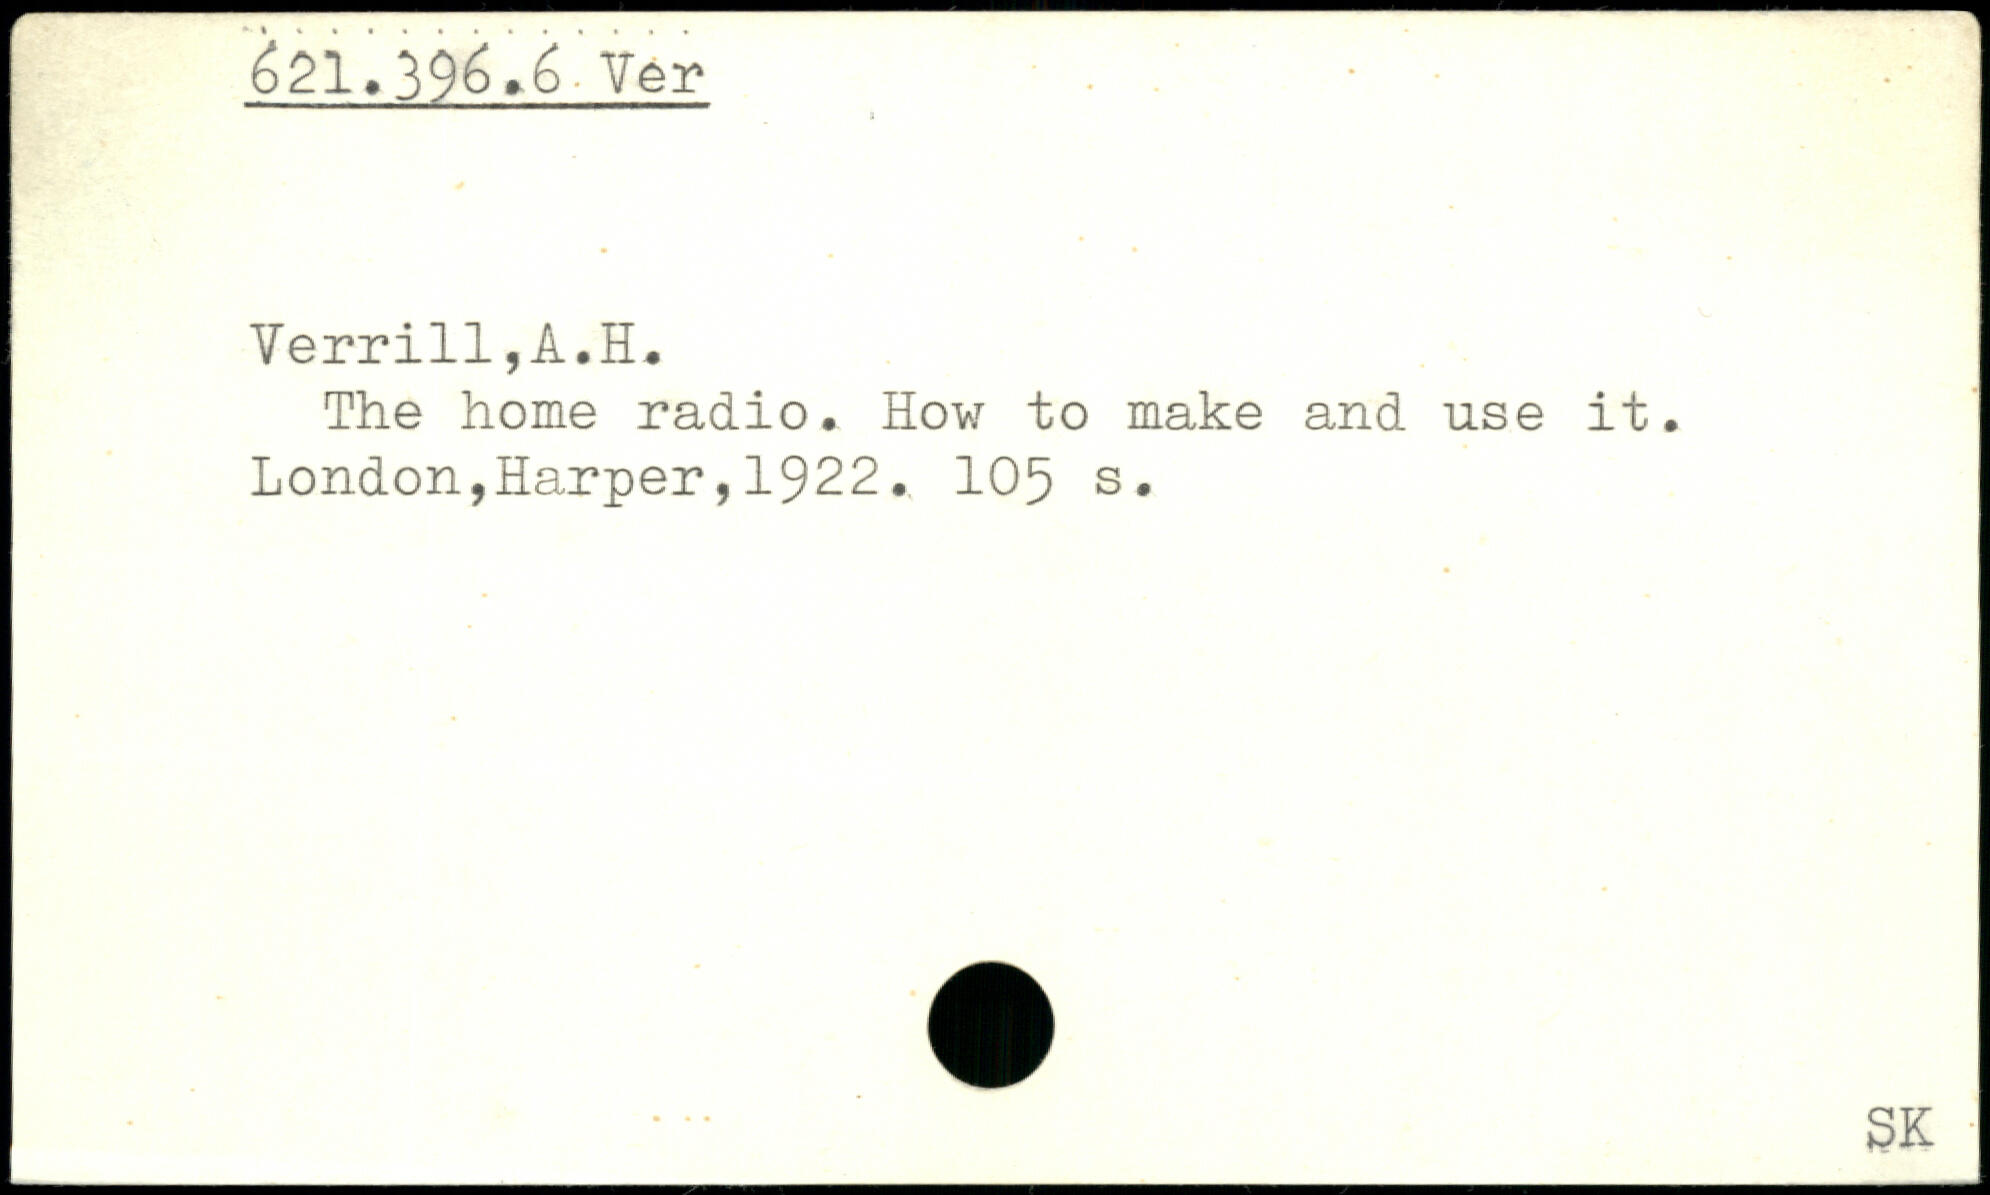 621.396.6 Ver
Verrill,A.H.
The home radio. How to make and use it.
London,Harper,1922. 105 s.
SK